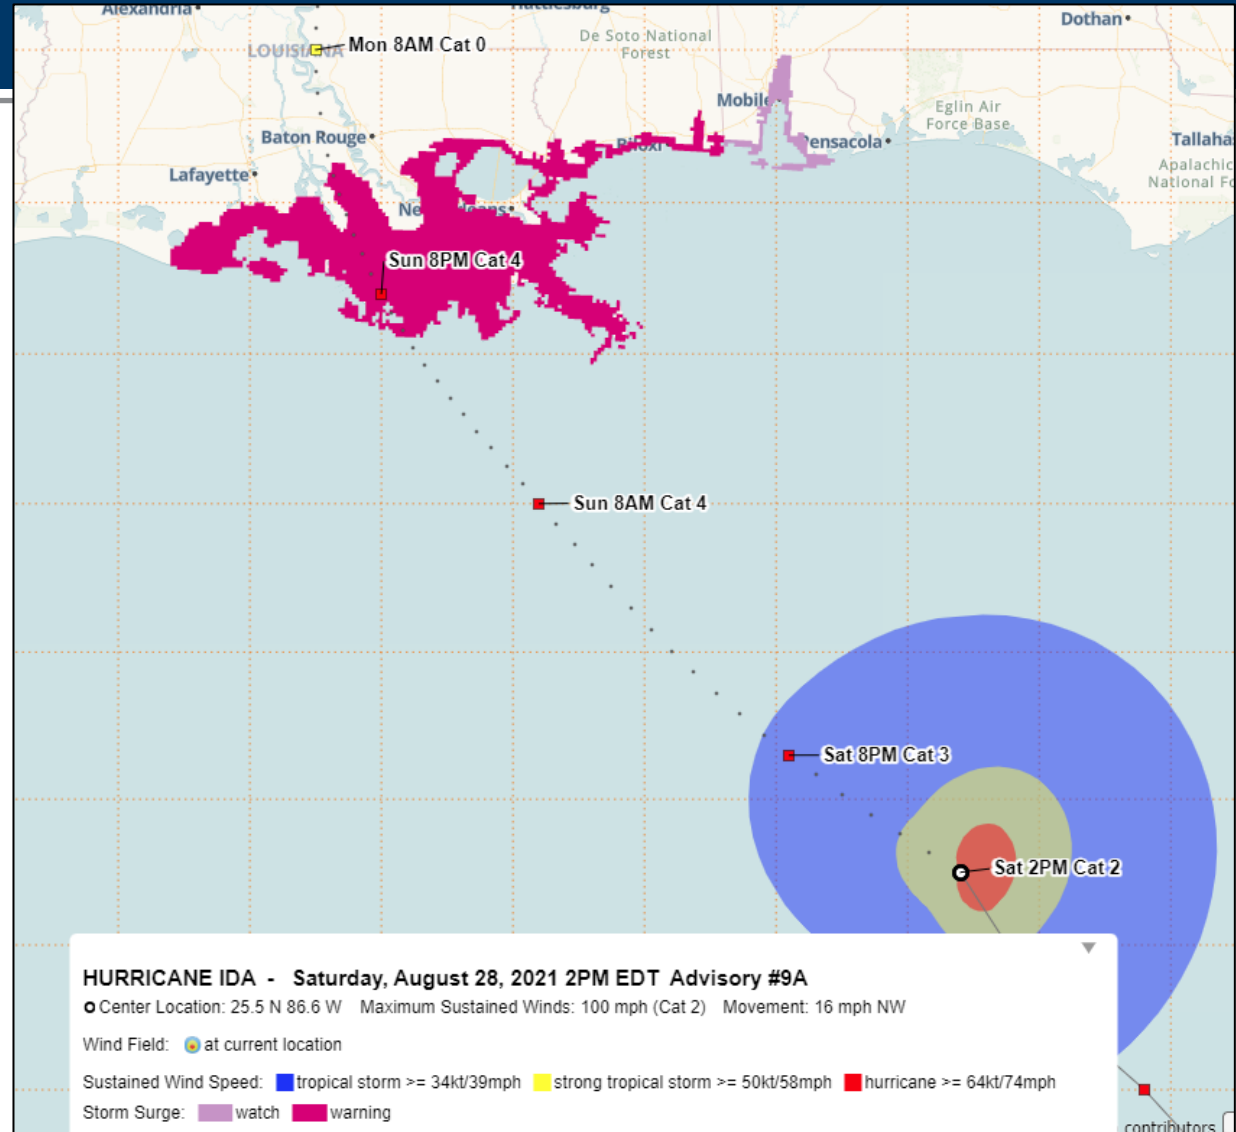 Alexandria
Hattiesburg
Dothan
LOUISIANA
Mon 8AM Cat 0
De Soto National
Forest
Mobile
Eglin Air
Force Base
Baton Rouge
Biloxi
Pensacola
Tallaha
Apalachic
National Fo
Lafayette
New Orleans
Sun 8PM Cat 4
Sun 8AM Cat 4
Sat 8PM Cat 3
Sat 2PM Cat 2
HURRICANE IDA - Saturday, August 28, 2021 2PM EDT Advisory #9A
Center Location: 25.5 N 86.6 W Maximum Sustained Winds: 100 mph (Cat 2) Movement: 16 mph NW
Wind Field: at current location
Sustained Wind Speed: tropical storm >= 34kt/39mph strong tropical storm >= 50kt/58mph hurricane >= 64kt/74mph
Storm Surge: watch warning
contributors